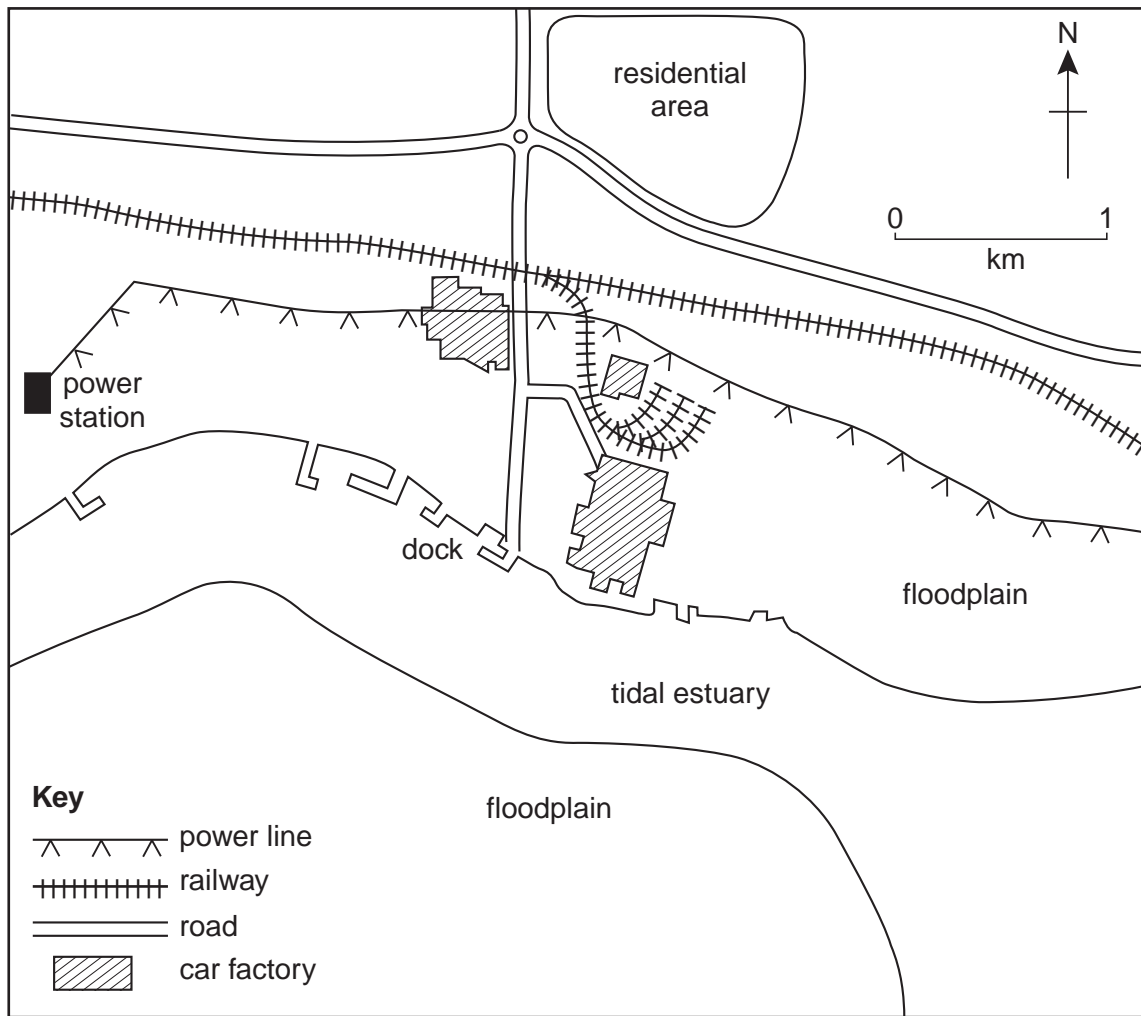 residential
area
N
0 1
km
power
station
dock
floodplain
tidal estuary
floodplain
Key
power line
railway
road
car factory